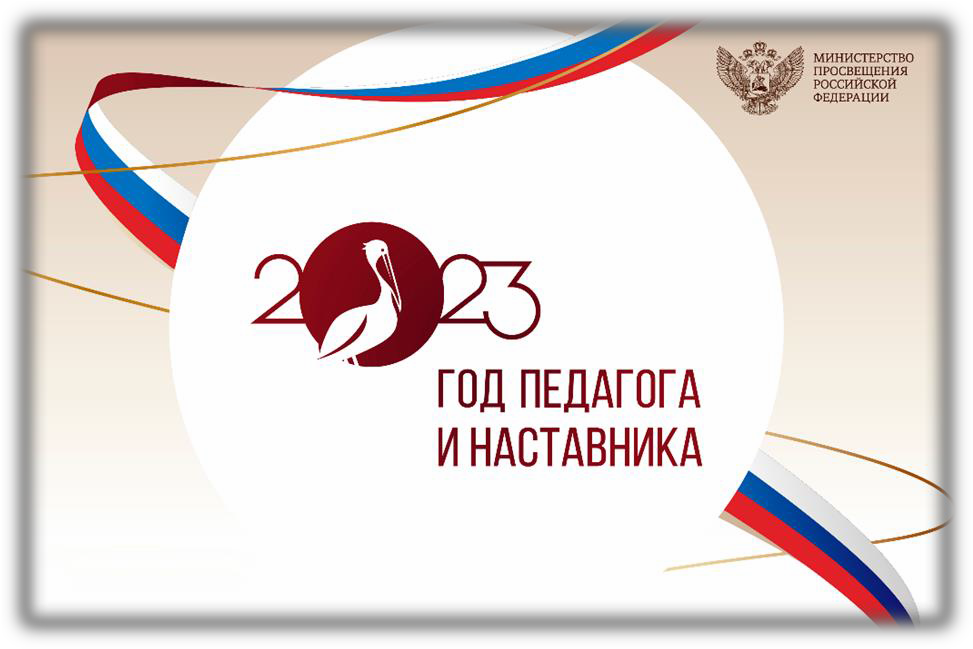 МИНИСТЕРСТВО
ПРОСВЕЩЕНИЯ
РОССИЙСКОЙ
ФЕДЕРАЦИИ
2023
ГОД ПЕДАГОГА
И НАСТАВНИКА